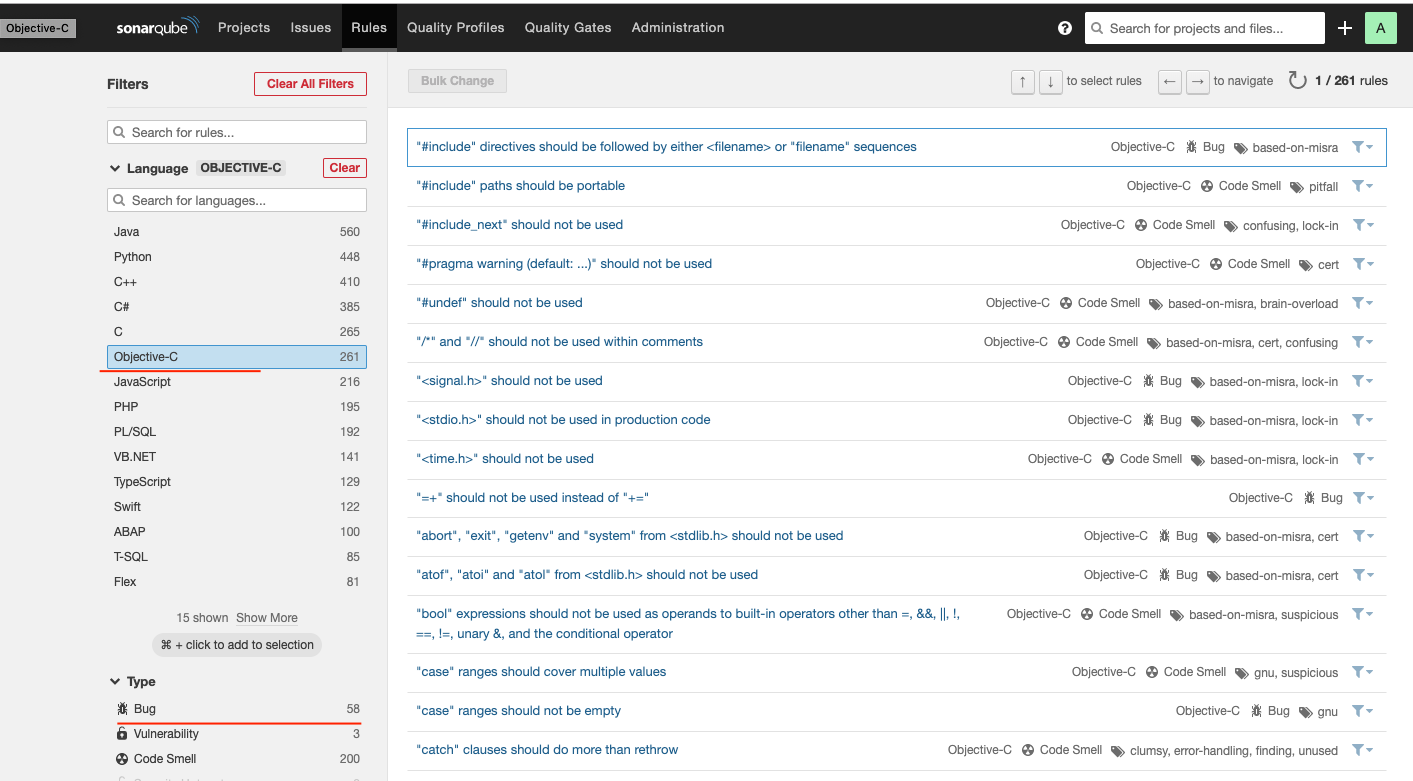 Objective-C
sonarqube Projects Issues Rules Quality Profiles Quality Gates Administration ? Search for projects and files... + A
Filters
Clear All Filters
Search for rules...
Language OBJECTIVE-C Clear
Search for languages...
Java 560
Python 448
C++ 410
C# 385
C 265
Objective-C 261
JavaScript 216
PHP 195
PL/SQL 192
VB.NET 141
TypeScript 129
Swift 122
ABAP 100
T-SQL 85
Flex 81
15 shown Show More
⌘ + click to add to selection
Type
Bug 58
Vulnerability 3
Code Smell 200
Bulk Change
↑ ↓ to select rules ← → to navigate 1 / 261 rules
"#include" directives should be followed by either <filename> or "filename" sequences Objective-C Bug based-on-misra
"#include" paths should be portable Objective-C Code Smell pitfall
"#include_next" should not be used Objective-C Code Smell confusing, lock-in
"#pragma warning (default: ...)" should not be used Objective-C Code Smell cert
"#undef" should not be used Objective-C Code Smell based-on-misra, brain-overload
"/*" and "//" should not be used within comments Objective-C Code Smell based-on-misra, cert, confusing
"<signal.h>" should not be used Objective-C Bug based-on-misra, lock-in
"<stdio.h>" should not be used in production code Objective-C Bug based-on-misra, lock-in
"<time.h>" should not be used Objective-C Code Smell based-on-misra, lock-in
"=+" should not be used instead of "+=" Objective-C Bug
"abort", "exit", "getenv" and "system" from <stdlib.h> should not be used Objective-C Bug based-on-misra, cert
"atof", "atoi" and "atol" from <stdlib.h> should not be used Objective-C Bug based-on-misra, cert
"bool" expressions should not be used as operands to built-in operators other than =, &&, ||, !, Objective-C Code Smell based-on-misra, suspicious
==, !=, unary &, and the conditional operator
"case" ranges should cover multiple values Objective-C Code Smell gnu, suspicious
"case" ranges should not be empty Objective-C Bug gnu
"catch" clauses should do more than rethrow Objective-C Code Smell clumsy, error-handling, finding, unused